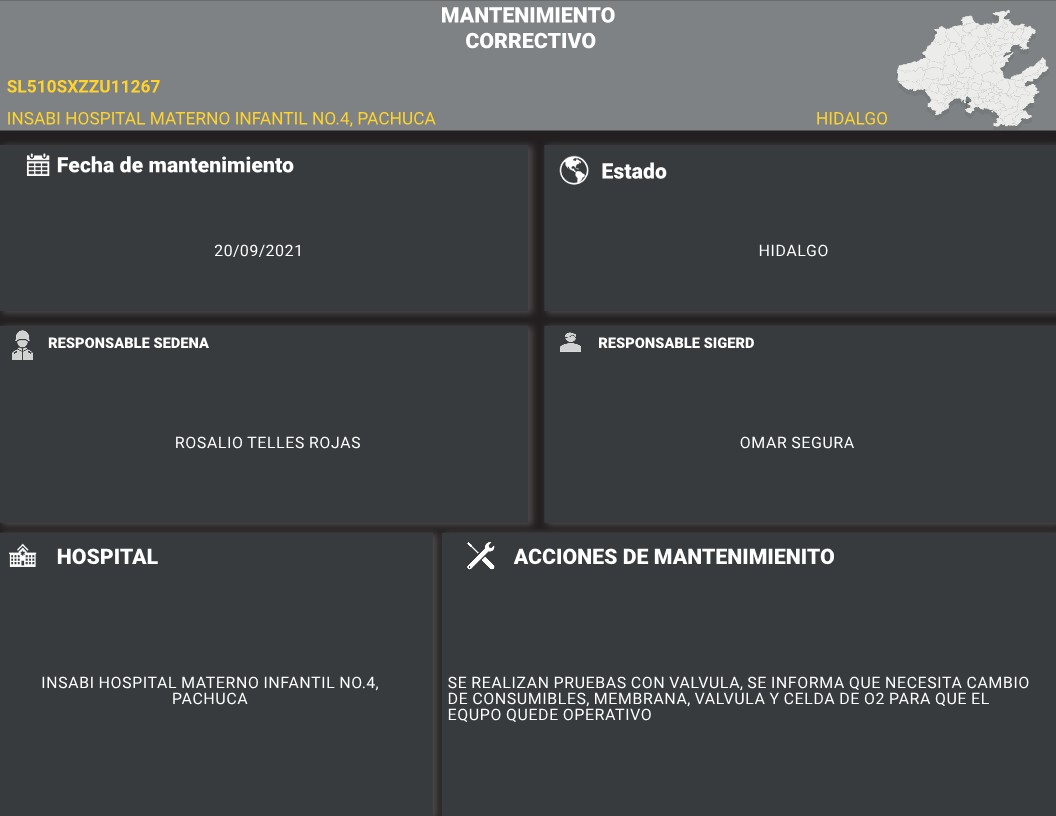 MANTENIMIENTO
CORRECTIVO
SL510SXZZU11267
INSABI HOSPITAL MATERNO INFANTIL NO.4, PACHUCA
HIDALGO
Fecha de mantenimiento
20/09/2021
Estado
HIDALGO
RESPONSABLE SEDENA
ROSALIO TELLES ROJAS
RESPONSABLE SIGERD
OMAR SEGURA
HOSPITAL
INSABI HOSPITAL MATERNO INFANTIL NO.4,
PACHUCA
ACCIONES DE MANTENIMIENITO
SE REALIZAN PRUEBAS CON VALVULA, SE INFORMA QUE NECESITA CAMBIO
DE CONSUMIBLES, MEMBRANA, VALVULA Y CELDA DE O2 PARA QUE EL
EQUPO QUEDE OPERATIVO